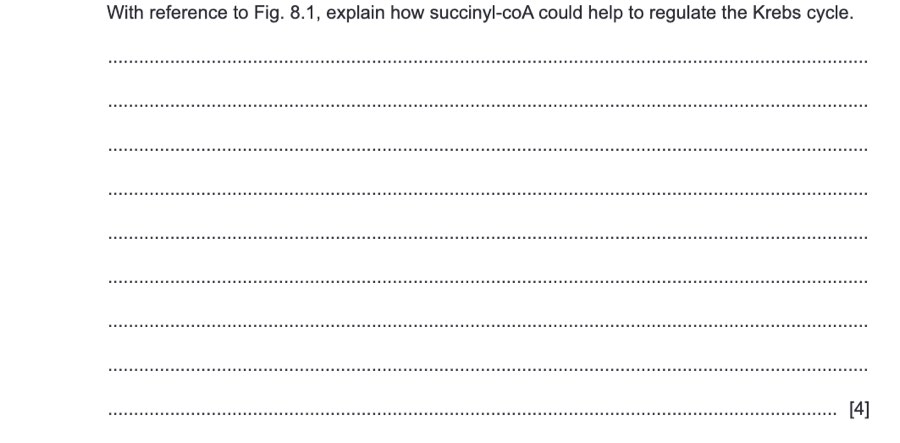 With reference to Fig. 8.1, explain how succinyl-coA could help to regulate the Krebs cycle.
[4]